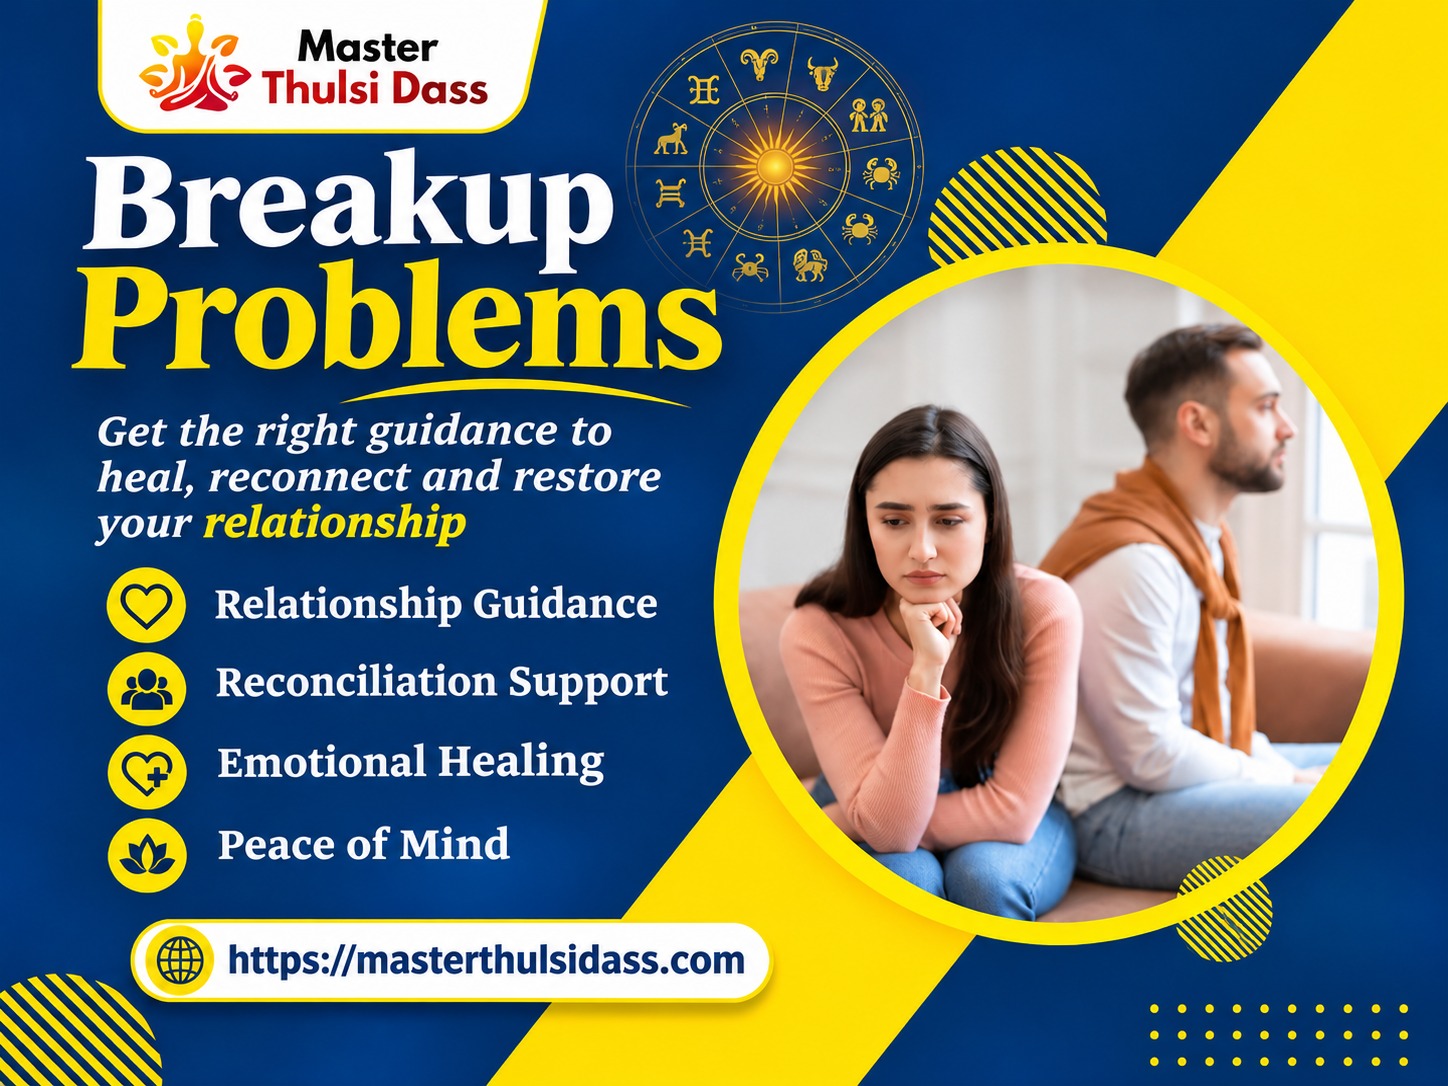 Master
Thulsi Dass
Breakup
Problems
Get the right guidance to
heal, reconnect and restore
your relationship
Relationship Guidance
Reconciliation Support
Emotional Healing
Peace of Mind
https://masterthulsidass.com